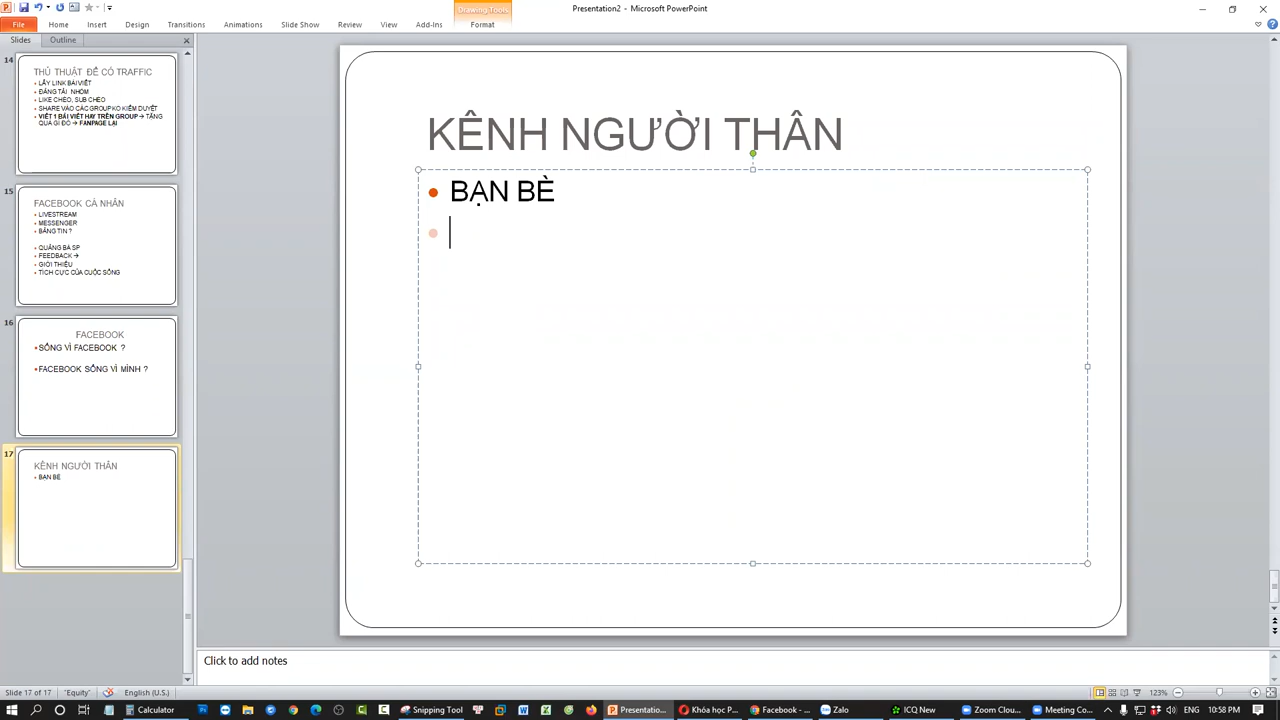 Drawing Tools
Presentation2 - Microsoft PowerPoint
File Home Insert Design Transitions Animations Slide Show Review View Add-Ins Format
Slides Outline
14
THỦ THUẬT ĐỂ CÓ TRAFFIC
LẤY LINK BÀI VIẾT
ĐĂNG TẢI NHÓM
LIKE CHÉO, SUB CHÉO
SHARE VÀO CÁC GROUP KO KIỂM DUYỆT
VIẾT 1 BÀI VIẾT HAY TRÊN GROUP → TẶNG
QUÀ GÌ ĐÓ → FANPAGE LẠI
15
FACEBOOK CÁ NHÂN
LIVESTREAM
MESSENGER
BẢNG TIN ?
QUẢNG BÁ SP
FEEDBACK →
GIỚI THIỆU
TÍCH CỰC CỦA CUỘC SỐNG
16
FACEBOOK
SỐNG VÌ FACEBOOK ?
FACEBOOK SỐNG VÌ MÌNH ?
17
KÊNH NGƯỜI THÂN
BẠN BÈ
KÊNH NGƯỜI THÂN
BẠN BÈ
Click to add notes
Slide 17 of 17 "Equity" English (U.S.) 123%
Calculator Snipping Tool Presentatio... Khóa học P... Facebook - ... Zalo ICQ New Zoom Clou... Meeting Co... 10:58 PM